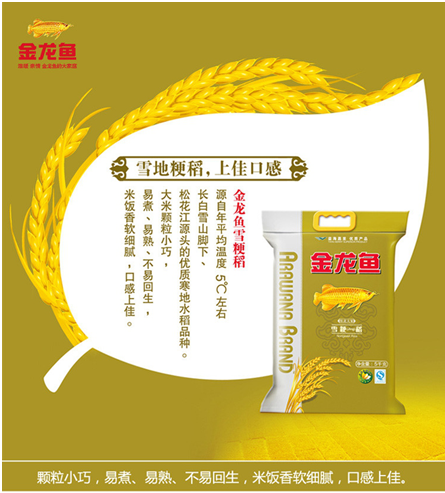 金龙鱼
雪地粳稻,上佳口感
金龙鱼雪粳稻
源自年平均温度5℃左右
长白雪山脚下、
松花江源头的优质寒地水稻品种。
大米颗粒小巧,
易煮、易熟、不易回生,
米饭香软细腻,口感上佳。
ARAWANA BRAND
金龙鱼
雪粳稻
颗粒小巧,易煮、易熟、不易回生,米饭香软细腻,口感上佳。